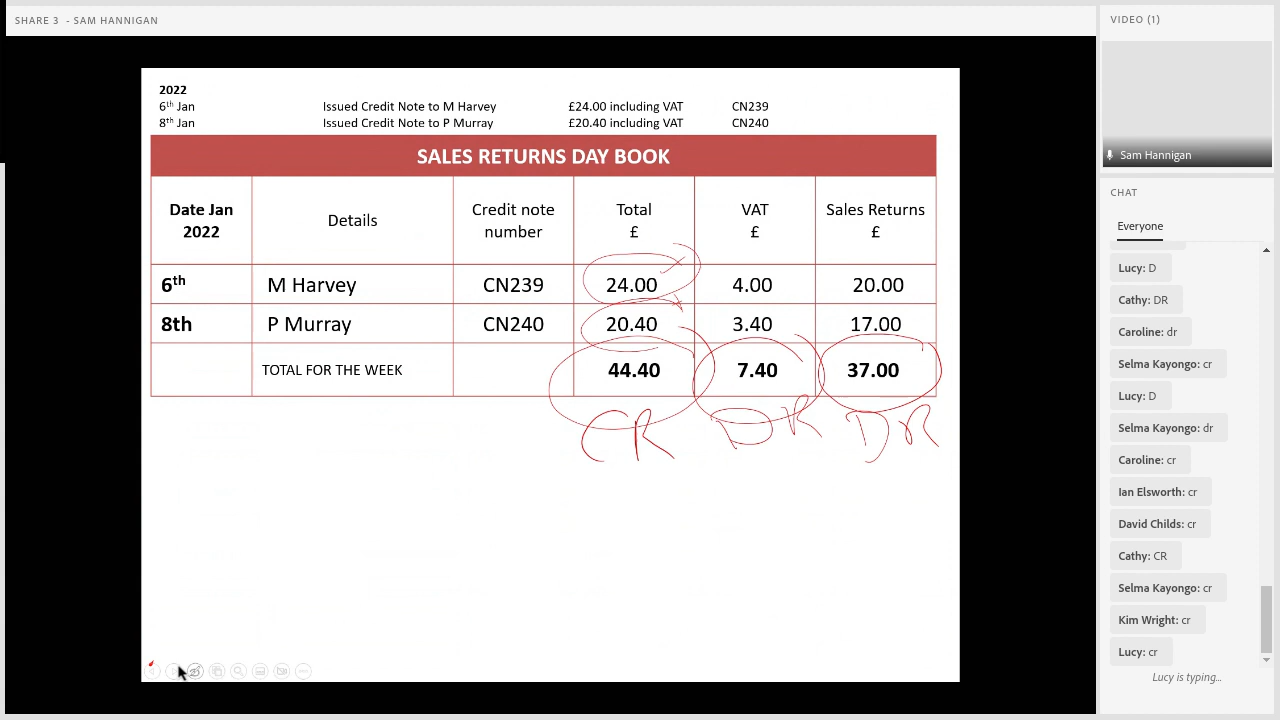 SHARE 3 - SAM HANNIGAN
2022
6th Jan Issued Credit Note to M Harvey £24.00 including VAT CN239
8th Jan Issued Credit Note to P Murray £20.40 including VAT CN240
SALES RETURNS DAY BOOK
Date Jan 2022 Details Credit note number Total £ VAT £ Sales Returns £
6th M Harvey CN239 24.00 4.00 20.00
8th P Murray CN240 20.40 3.40 17.00
TOTAL FOR THE WEEK 44.40 7.40 37.00
CR DR DR
VIDEO (1)
Sam Hannigan
CHAT
Everyone
Lucy: D
Cathy: DR
Caroline: dr
Selma Kayongo: cr
Lucy: D
Selma Kayongo: dr
Caroline: cr
Ian Elsworth: cr
David Childs: cr
Cathy: CR
Selma Kayongo: cr
Kim Wright: cr
Lucy: cr
Lucy is typing...